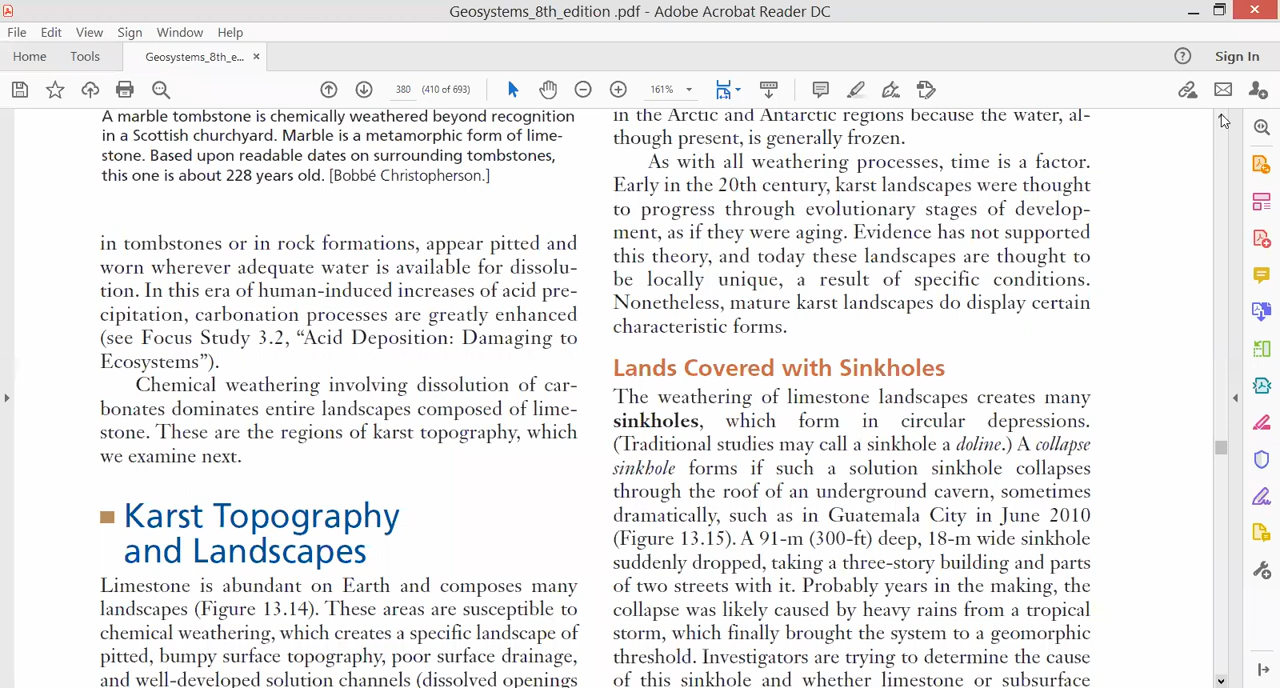 Geosystems_8th_edition .pdf - Adobe Acrobat Reader DC
File Edit View Sign Window Help
Home Tools Geosystems_8th_e... × Sign In
380 (410 of 693) 161%
A marble tombstone is chemically weathered beyond recognition
in a Scottish churchyard. Marble is a metamorphic form of lime-
stone. Based upon readable dates on surrounding tombstones,
this one is about 228 years old. [Bobbé Christopherson.]
in tombstones or in rock formations, appear pitted and
worn wherever adequate water is available for dissolu-
tion. In this era of human-induced increases of acid pre-
cipitation, carbonation processes are greatly enhanced
(see Focus Study 3.2, “Acid Deposition: Damaging to
Ecosystems”).
Chemical weathering involving dissolution of car-
bonates dominates entire landscapes composed of lime-
stone. These are the regions of karst topography, which
we examine next.
Karst Topography
and Landscapes
Limestone is abundant on Earth and composes many
landscapes (Figure 13.14). These areas are susceptible to
chemical weathering, which creates a specific landscape of
pitted, bumpy surface topography, poor surface drainage,
and well-developed solution channels (dissolved openings
in the Arctic and Antarctic regions because the water, al-
though present, is generally frozen.
As with all weathering processes, time is a factor.
Early in the 20th century, karst landscapes were thought
to progress through evolutionary stages of develop-
ment, as if they were aging. Evidence has not supported
this theory, and today these landscapes are thought to
be locally unique, a result of specific conditions.
Nonetheless, mature karst landscapes do display certain
characteristic forms.
Lands Covered with Sinkholes
The weathering of limestone landscapes creates many
sinkholes, which form in circular depressions.
(Traditional studies may call a sinkhole a doline.) A collapse
sinkhole forms if such a solution sinkhole collapses
through the roof of an underground cavern, sometimes
dramatically, such as in Guatemala City in June 2010
(Figure 13.15). A 91-m (300-ft) deep, 18-m wide sinkhole
suddenly dropped, taking a three-story building and parts
of two streets with it. Probably years in the making, the
collapse was likely caused by heavy rains from a tropical
storm, which finally brought the system to a geomorphic
threshold. Investigators are trying to determine the cause
of this sinkhole and whether limestone or subsurface